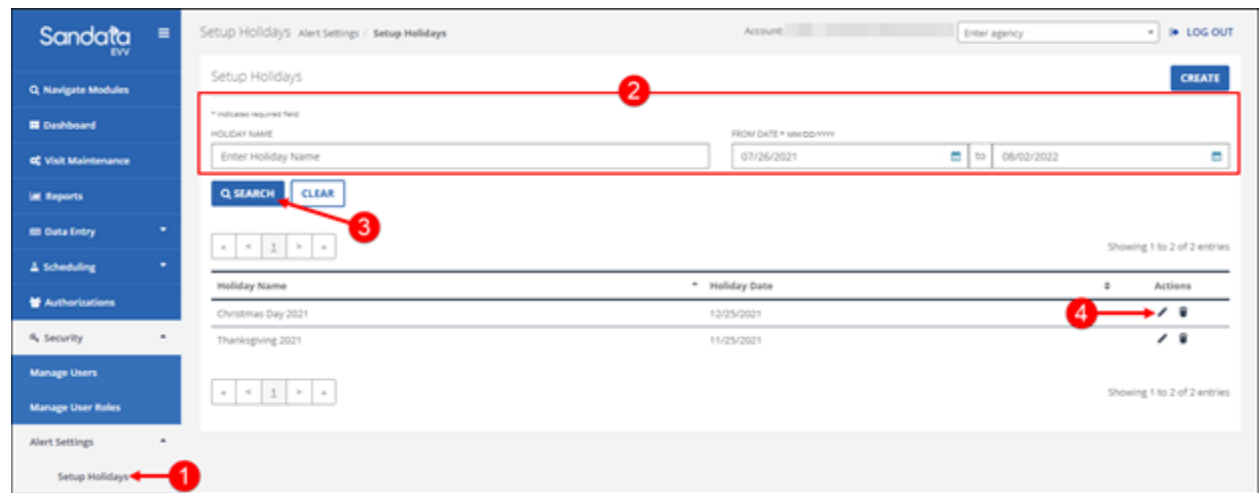 Sandata
EVV
Setup Holidays Alert Settings / Setup Holidays
Account:
Enter agency
LOG OUT
Navigate Modules
Dashboard
Visit Maintenance
Reports
Data Entry
Scheduling
Authorizations
Security
Manage Users
Manage User Roles
Alert Settings
Setup Holidays
1
Setup Holidays
CREATE
2
* indicates required field
HOLIDAY NAME
FROM DATE * MM/DD/YYYY
Enter Holiday Name
07/26/2021 to 08/02/2022
SEARCH CLEAR
3
« < 1 > »
Showing 1 to 2 of 2 entries
Holiday Name Holiday Date Actions
Christmas Day 2021 12/25/2021
4
Thanksgiving 2021 11/25/2021
« < 1 > »
Showing 1 to 2 of 2 entries